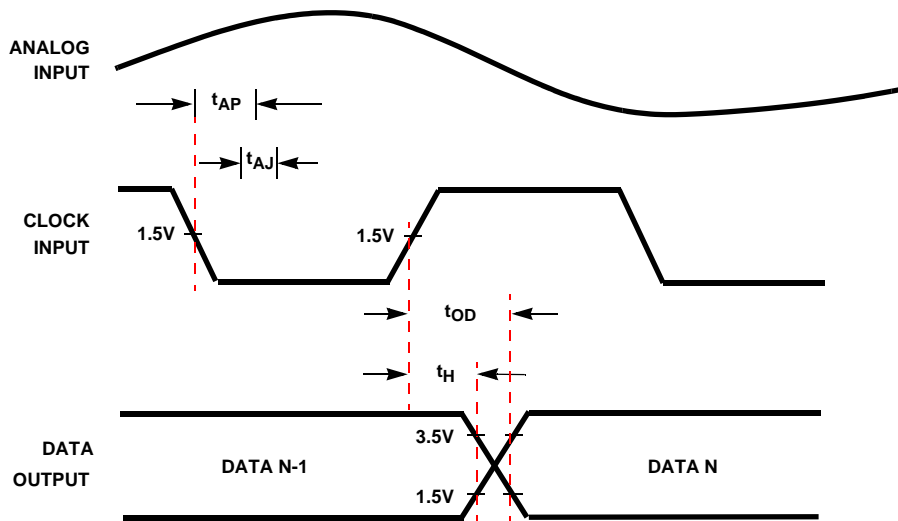 ANALOG
INPUT
tAP
tAJ
CLOCK
INPUT
1.5V
1.5V
tOD
tH
DATA
OUTPUT
3.5V
1.5V
DATA N-1
DATA N